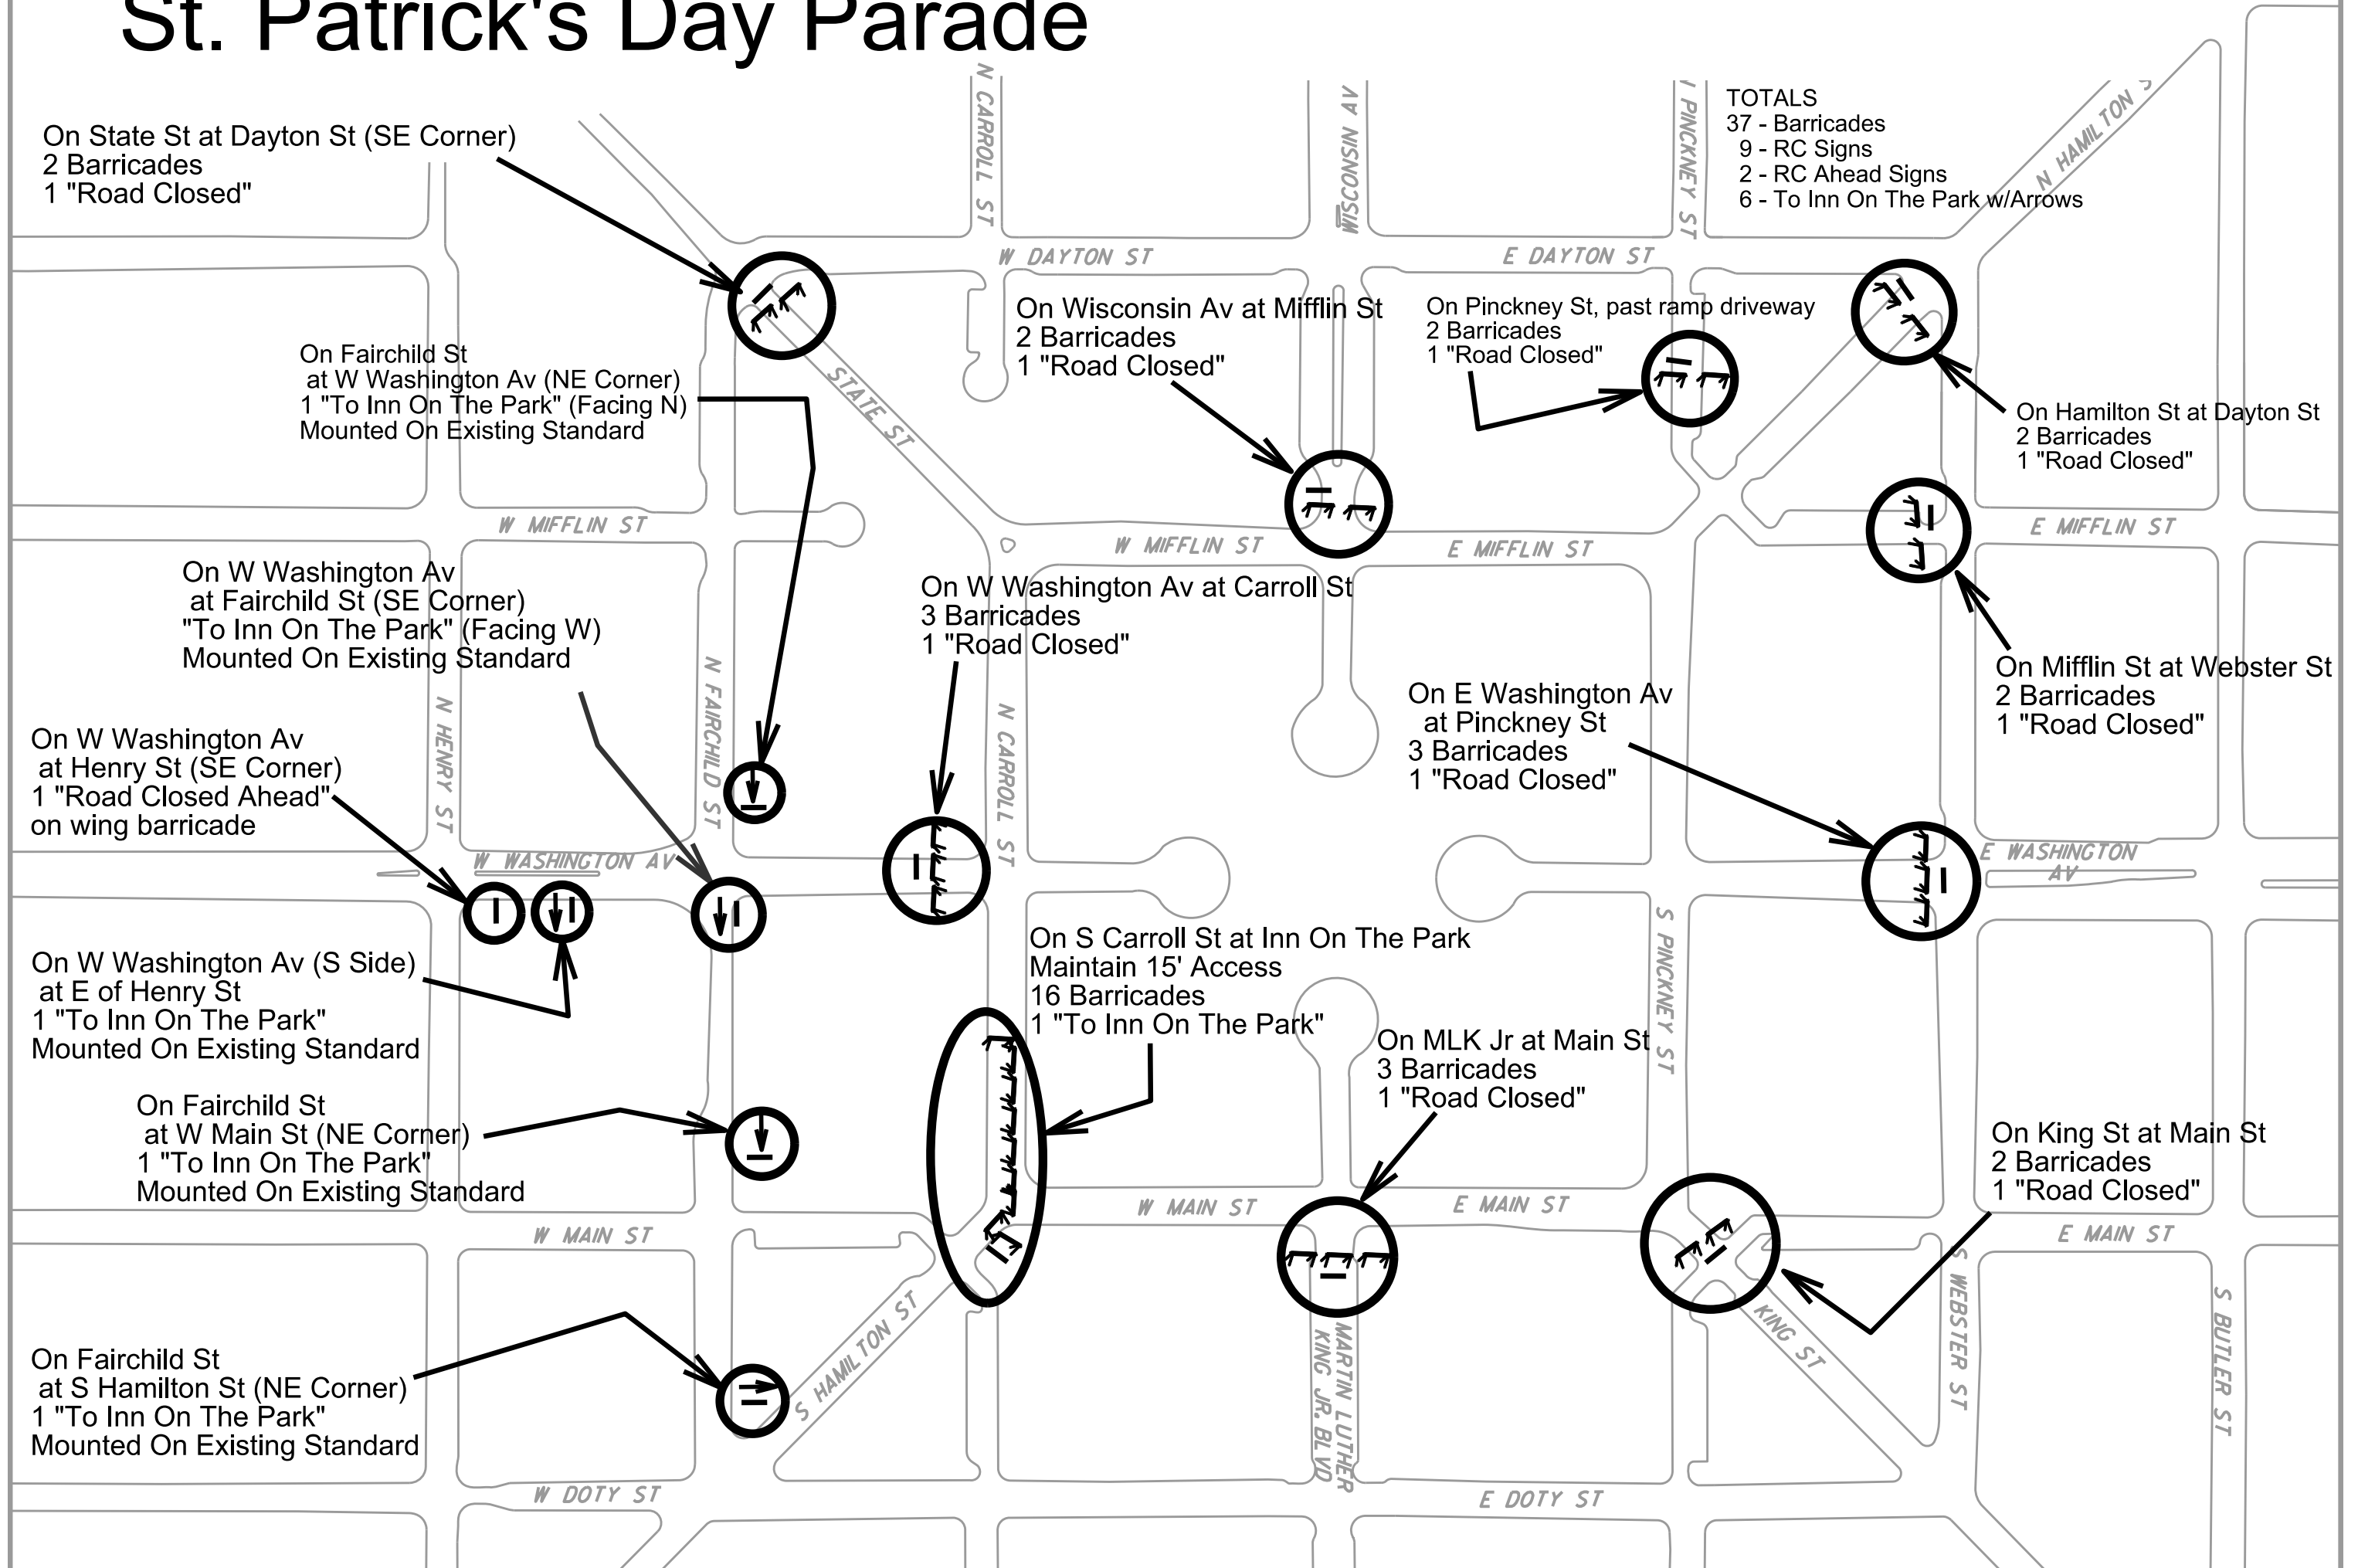 St. Patrick's Day Parade
TOTALS
37 - Barricades
9 - RC Signs
2 - RC Ahead Signs
6 - To Inn On The Park w/Arrows
On State St at Dayton St (SE Corner)
2 Barricades
1 "Road Closed"
N CARROLL ST
WISCONSIN AV
N PINCKNEY ST
N HAMILTON S
W DAYTON ST
E DAYTON ST
On Wisconsin Av at Mifflin St
2 Barricades
1 "Road Closed"
On Pinckney St, past ramp driveway
2 Barricades
1 "Road Closed"
On Fairchild St
at W Washington Av (NE Corner)
1 "To Inn On The Park" (Facing N)
Mounted On Existing Standard
STATE ST
On Hamilton St at Dayton St
2 Barricades
1 "Road Closed"
W MIFFLIN ST
W MIFFLIN ST
E MIFFLIN ST
E MIFFLIN ST
On W Washington Av
at Fairchild St (SE Corner)
"To Inn On The Park" (Facing W)
Mounted On Existing Standard
On W Washington Av at Carroll St
3 Barricades
1 "Road Closed"
On Mifflin St at Webster St
2 Barricades
1 "Road Closed"
On E Washington Av
at Pinckney St
3 Barricades
1 "Road Closed"
On W Washington Av
at Henry St (SE Corner)
1 "Road Closed Ahead"
on wing barricade
N HENRY ST
N FAIRCHILD ST
N CARROLL ST
W WASHINGTON AV
E WASHINGTON
AV
On W Washington Av (S Side)
at E of Henry St
1 "To Inn On The Park"
Mounted On Existing Standard
On S Carroll St at Inn On The Park
Maintain 15' Access
16 Barricades
1 "To Inn On The Park"
S PINCKNEY ST
On MLK Jr at Main St
3 Barricades
1 "Road Closed"
On Fairchild St
at W Main St (NE Corner)
1 "To Inn On The Park"
Mounted On Existing Standard
On King St at Main St
2 Barricades
1 "Road Closed"
W MAIN ST
W MAIN ST
E MAIN ST
E MAIN ST
On Fairchild St
at S Hamilton St (NE Corner)
1 "To Inn On The Park"
Mounted On Existing Standard
S HAMILTON ST
MARTIN LUTHER
KING JR. BLVD
KING ST
S WEBSTER ST
S BUTLER ST
W DOTY ST
E DOTY ST